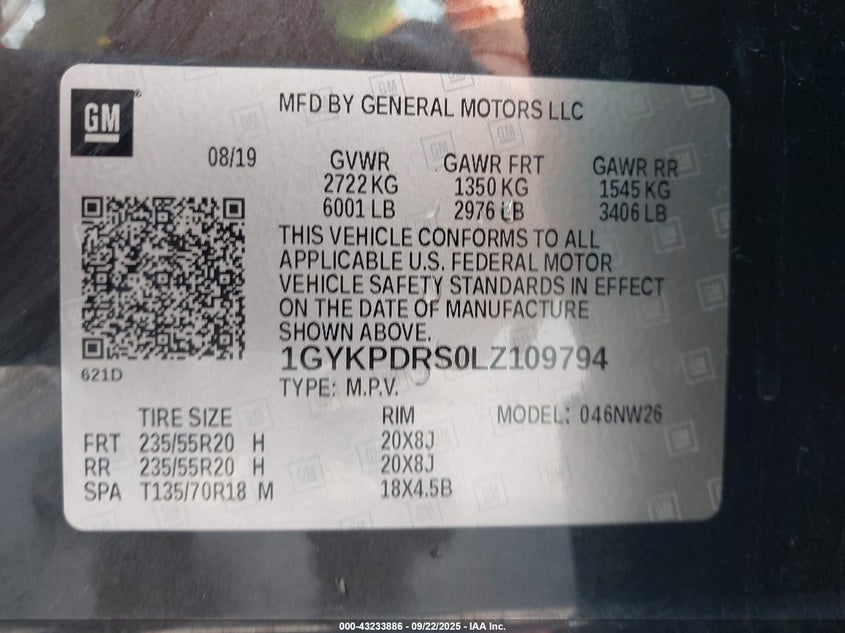 GM
MFD BY GENERAL MOTORS LLC
08/19
GVWR GAWR FRT GAWR RR
2722 KG 1350 KG 1545 KG
6001 LB 2976 LB 3406 LB
THIS VEHICLE CONFORMS TO ALL
APPLICABLE U.S. FEDERAL MOTOR
VEHICLE SAFETY STANDARDS IN EFFECT
ON THE DATE OF MANUFACTURE
SHOWN ABOVE.
621D
1GYKPDRS0LZ109794
TYPE: M.P.V.
TIRE SIZE RIM MODEL: 046NW26
FRT 235/55R20 H 20X8J
RR 235/55R20 H 20X8J
SPA T135/70R18 M 18X4.5B
000-43233886 - 09/22/2025 - IAA Inc.